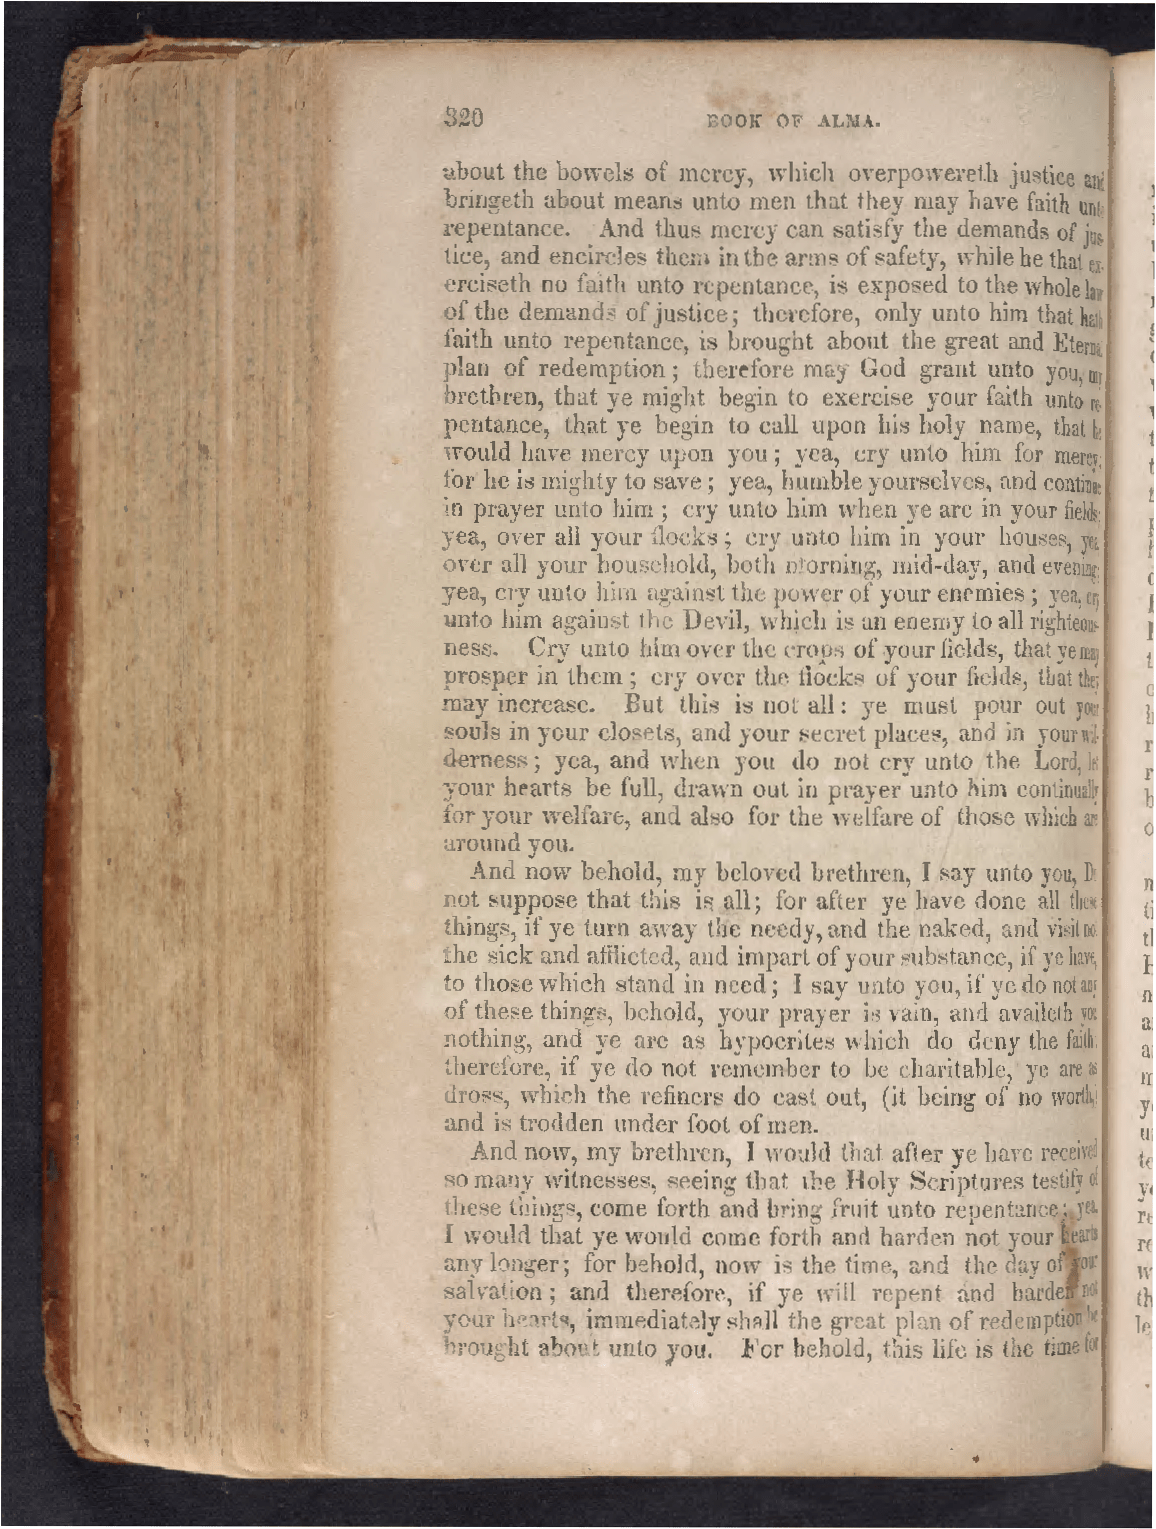 320 BOOK OF ALMA.
about the bowels of mercy, which overpowereth justice and
bringeth about means unto men that they may have faith unto
repentance. And thus mercy can satisfy the demands of jus-
tice, and encircles them in the arms of safety, while he that ex-
erciseth no faith unto repentance, is exposed to the whole law
of the demands of justice; therefore, only unto him that hath
faith unto repentance, is brought about the great and Eternal
plan of redemption; therefore may God grant unto you, my
brethren, that ye might begin to exercise your faith unto re-
pentance, that ye begin to call upon his holy name, that he
would have mercy upon you; yea, cry unto him for mercy;
for he is mighty to save; yea, humble yourselves, and continue
in prayer unto him; cry unto him when ye are in your fields;
yea, over all your flocks; cry unto him in your houses, yea,
over all your household, both morning, mid-day, and evening;
yea, cry unto him against the power of your enemies; yea, cry
unto him against the Devil, which is an enemy to all righteous-
ness. Cry unto him over the crops of your fields, that ye may
prosper in them; cry over the flocks of your fields, that they
may increase. But this is not all: ye must pour out your
souls in your closets, and your secret places, and in your wil-
derness; yea, and when you do not cry unto the Lord, let
your hearts be full, drawn out in prayer unto him continually
for your welfare, and also for the welfare of those which are
around you.
And now behold, my beloved brethren, I say unto you, Do
not suppose that this is all; for after ye have done all these
things, if ye turn away the needy, and the naked, and visit not
the sick and afflicted, and impart of your substance, if ye have,
to those which stand in need; I say unto you, if ye do not any
of these things, behold, your prayer is vain, and availeth you
nothing, and ye are as hypocrites which do deny the faith;
therefore, if ye do not remember to be charitable, ye are as
dross, which the refiners do cast out, (it being of no worth,)
and is trodden under foot of men.
And now, my brethren, I would that after ye have received
so many witnesses, seeing that the Holy Scriptures testify of
these things, come forth and bring fruit unto repentance; yea,
I would that ye would come forth and harden not your hearts
any longer; for behold, now is the time, and the day of your
salvation; and therefore, if ye will repent and harden not
your hearts, immediately shall the great plan of redemption be
brought about unto you. For behold, this life is the time for